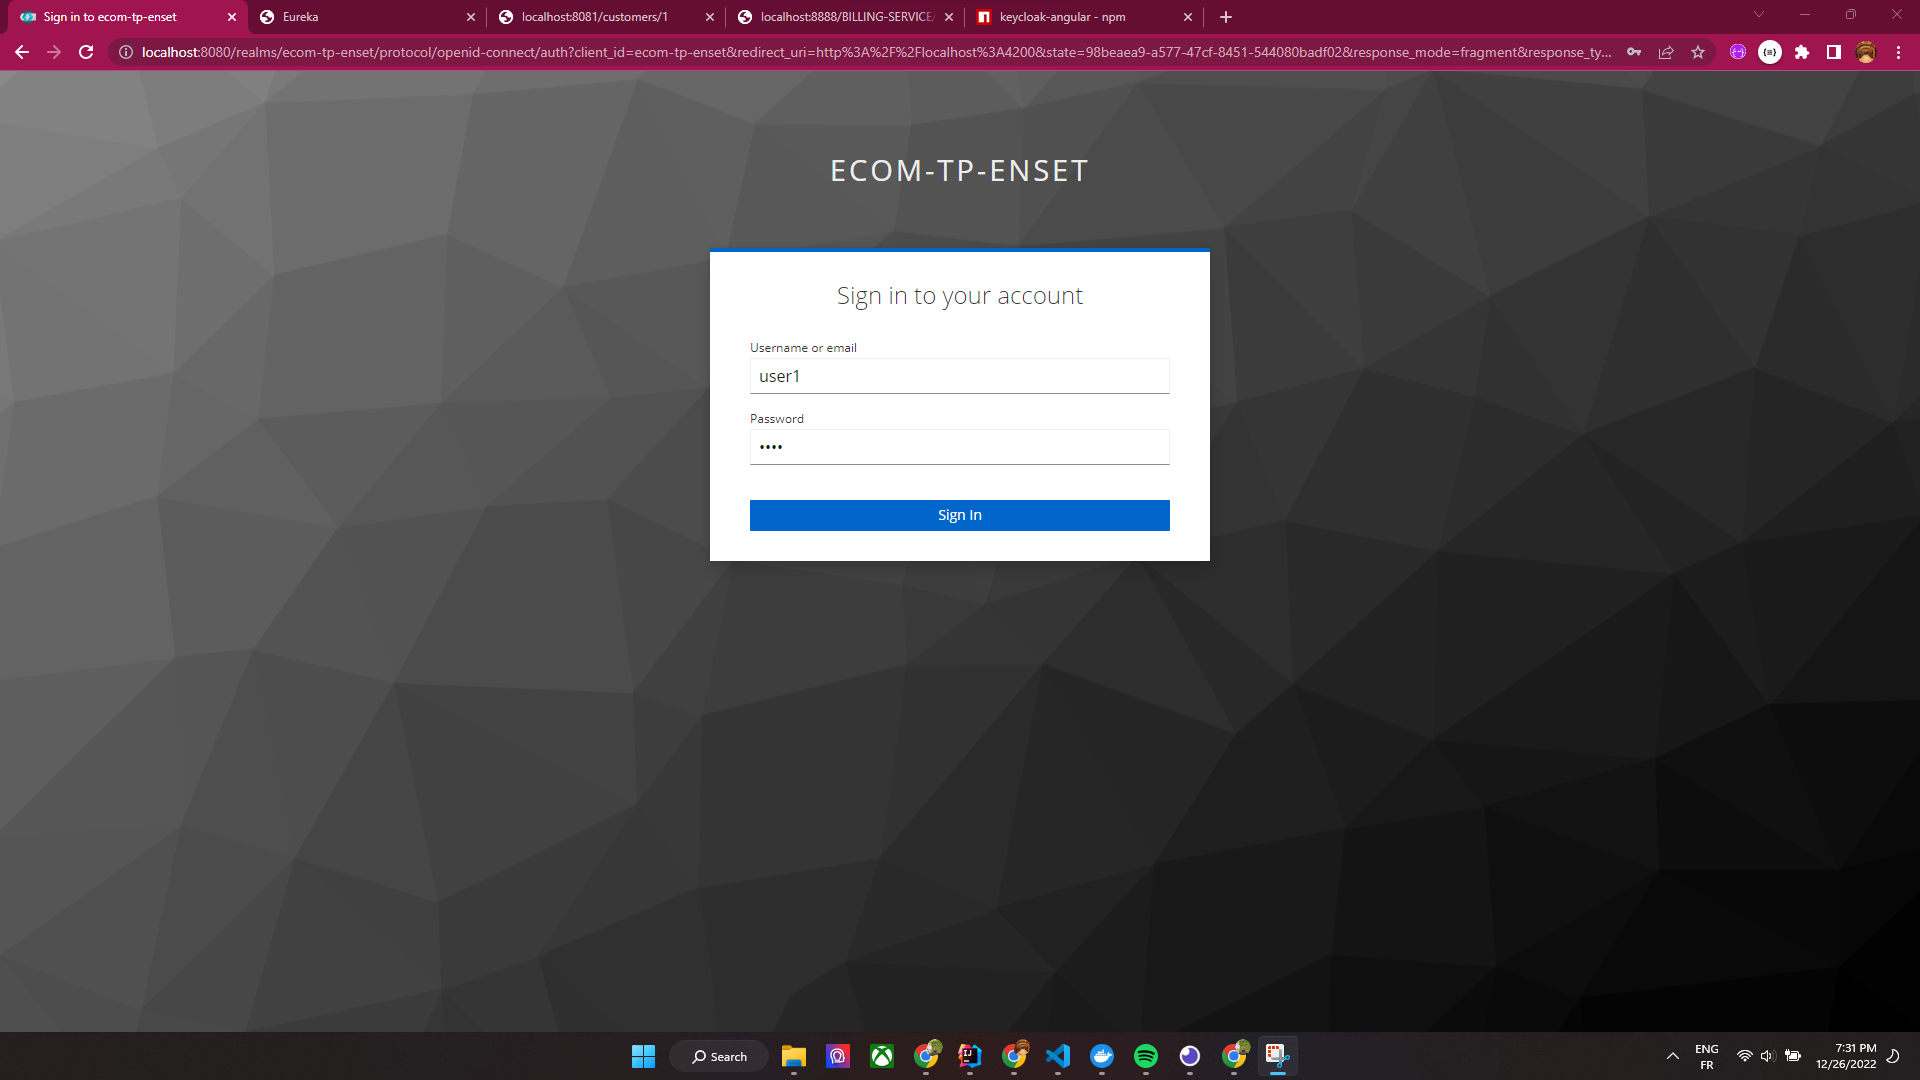 Sign in to ecom-tp-enset
Eureka
localhost:8081/customers/1
localhost:8888/BILLING-SERVICE/
keycloak-angular - npm
localhost:8080/realms/ecom-tp-enset/protocol/openid-connect/auth?client_id=ecom-tp-enset&redirect_uri=http%3A%2F%2Flocalhost%3A4200&state=98beaea9-a577-47cf-8451-544080badf02&response_mode=fragment&response_ty...
ECOM-TP-ENSET
Sign in to your account
Username or email
user1
Password
••••
Sign In
Search
ENG
FR
7:31 PM
12/26/2022